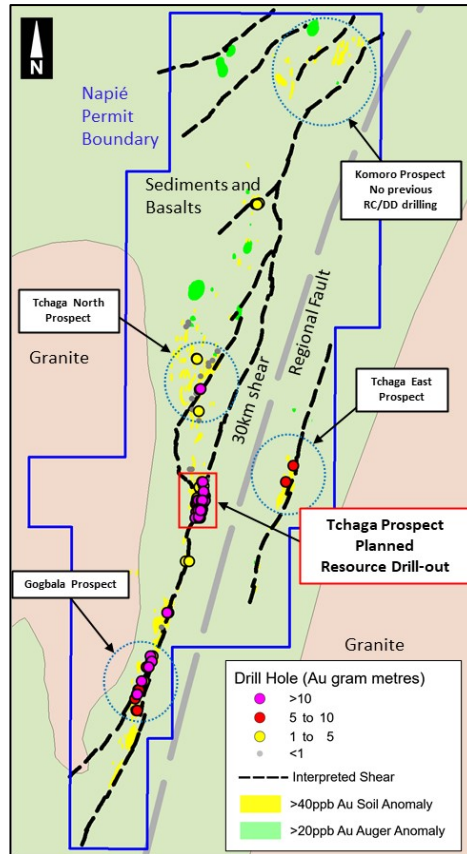 N
Napié
Permit
Boundary
Komoro Prospect
No previous
RC/DD drilling
Sediments and
Basalts
Tchaga North
Prospect
Granite
Regional Fault
30km shear
Tchaga East
Prospect
Tchaga Prospect
Planned
Resource Drill-out
Gogbala Prospect
Granite
Drill Hole (Au gram metres)
>10
5 to 10
1 to 5
<1
Interpreted Shear
>40ppb Au Soil Anomaly
>20ppb Au Auger Anomaly